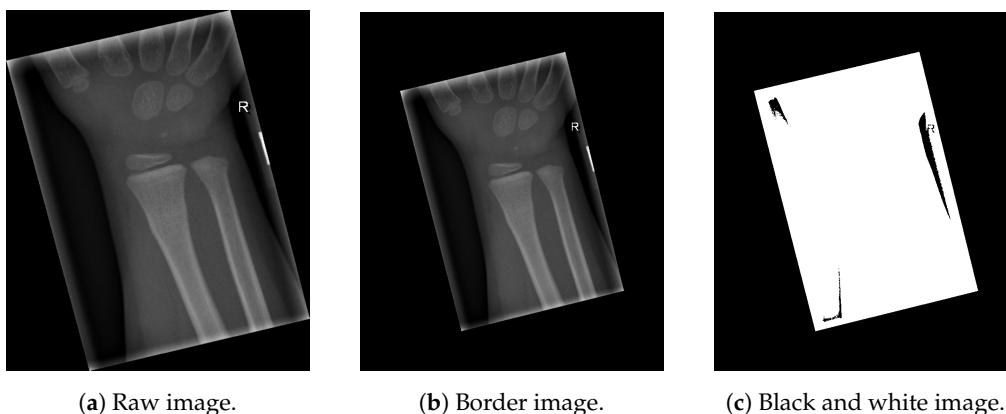 R
R
R
(a) Raw image.
(b) Border image.
(c) Black and white image.